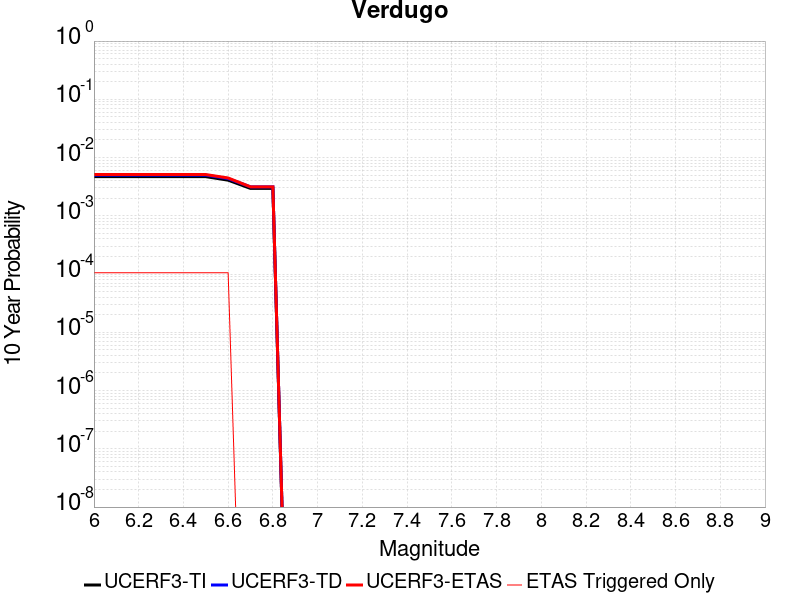 Verdugo
10 Year Probability
10^0
10^-1
10^-2
10^-3
10^-4
10^-5
10^-6
10^-7
10^-8
6 6.2 6.4 6.6 6.8 7 7.2 7.4 7.6 7.8 8 8.2 8.4 8.6 8.8 9
Magnitude
UCERF3-TI UCERF3-TD UCERF3-ETAS ETAS Triggered Only